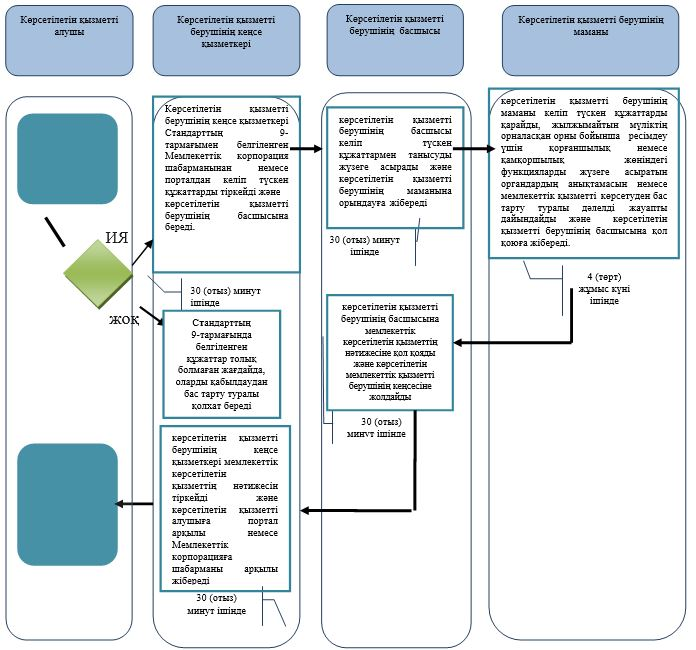 Көрсетілетін қызметті
алушы
Көрсетілетін қызметті
берушінің кеңсе
қызметкері
Көрсетілетін қызметті
берушінің басшысы
Көрсетілетін қызметті берушінің
маманы
Көрсетілетін қызметті
берушінің кеңсе қызметкері
Стандарттың 9-
тармағымен белгіленген
Мемлекеттік корпорация
шабарманынан немесе
порталдан келіп түскен
құжаттарды тіркейді және
көрсетілетін қызметті
берушінің басшысына
береді.
көрсетілетін қызметті
берушінің басшысы
келіп түскен
құжаттармен танысуды
жүзеге асырады және
көрсетілетін қызметті
берушінің маманына
орындауға жібереді
көрсетілетін қызметті берушінің
маманы келіп түскен құжаттарды
қарайды, жылжымайтын мүліктің
орналасқан орны бойынша ресімдеу
үшін қорғаншылық немесе
қамқоршылық жөніндегі
функцияларды жүзеге асыратын
органдардың анықтамасын немесе
мемлекеттік қызметті көрсетуден бас
тарту туралы дәлелді жауапты
дайындайды және көрсетілетін
қызметті берушінің басшысына қол
қоюға жібереді.
ИЯ
30 (отыз) минут
ішінде
30 (отыз) минут
ішінде
4 (төрт)
жұмыс күні
ішінде
жоқ
Стандарттың
9-тармағында
белгіленген
құжаттар толық
болмаған жағдайда,
оларды қабылдаудан
бас тарту туралы
қолхат береді
көрсетілетін қызметті
берушінің басшысына
мемлекеттік
көрсетілетін қызметтің
нәтижесіне қол қояды
және көрсетілетін
мемлекеттік қызметті
берушінің кеңсесіне
жолдайды
30 (отыз)
минут ішінде
көрсетілетін қызметті
берушінің кеңсе
қызметкері мемлекеттік
көрсетілетін
қызметтің нәтижесін
тіркейді және
көрсетілетін қызметті
алушыға портал
арқылы немесе
Мемлекеттік
корпорацияға
шабарманы арқылы
жібереді
30 (отыз)
минут ішінде